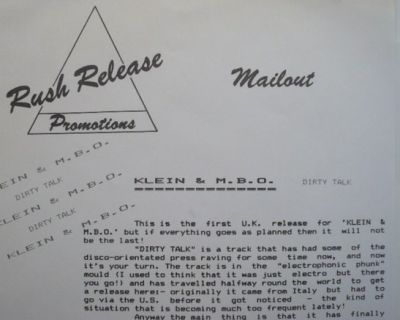 Rush Release
Promotions
Mailout
KLEIN & M.B.O.
DIRTY TALK
KLEIN & M.B.O.
DIRTY TALK
KLEIN & M.B.O.
KLEIN & M.B.O. DIRTY TALK
This is the first U.K. release for 'KLEIN &
M.B.O.' but if everything goes as planned then it will not
be the last!
"DIRTY TALK" is a track that has had some of the
disco-orientated press raving for some time now, and now
it's your turn. The track is in the "electrophonic phunk"
mould (I used to think that it was just electro but there
you go!) and has travelled halfway round the world to get
a release here:- originally it came from Italy but had to
go via the U.S. before it got noticed - the kind of
situation that is becoming much too frequent lately!
Anyway the main thing is that it has finally